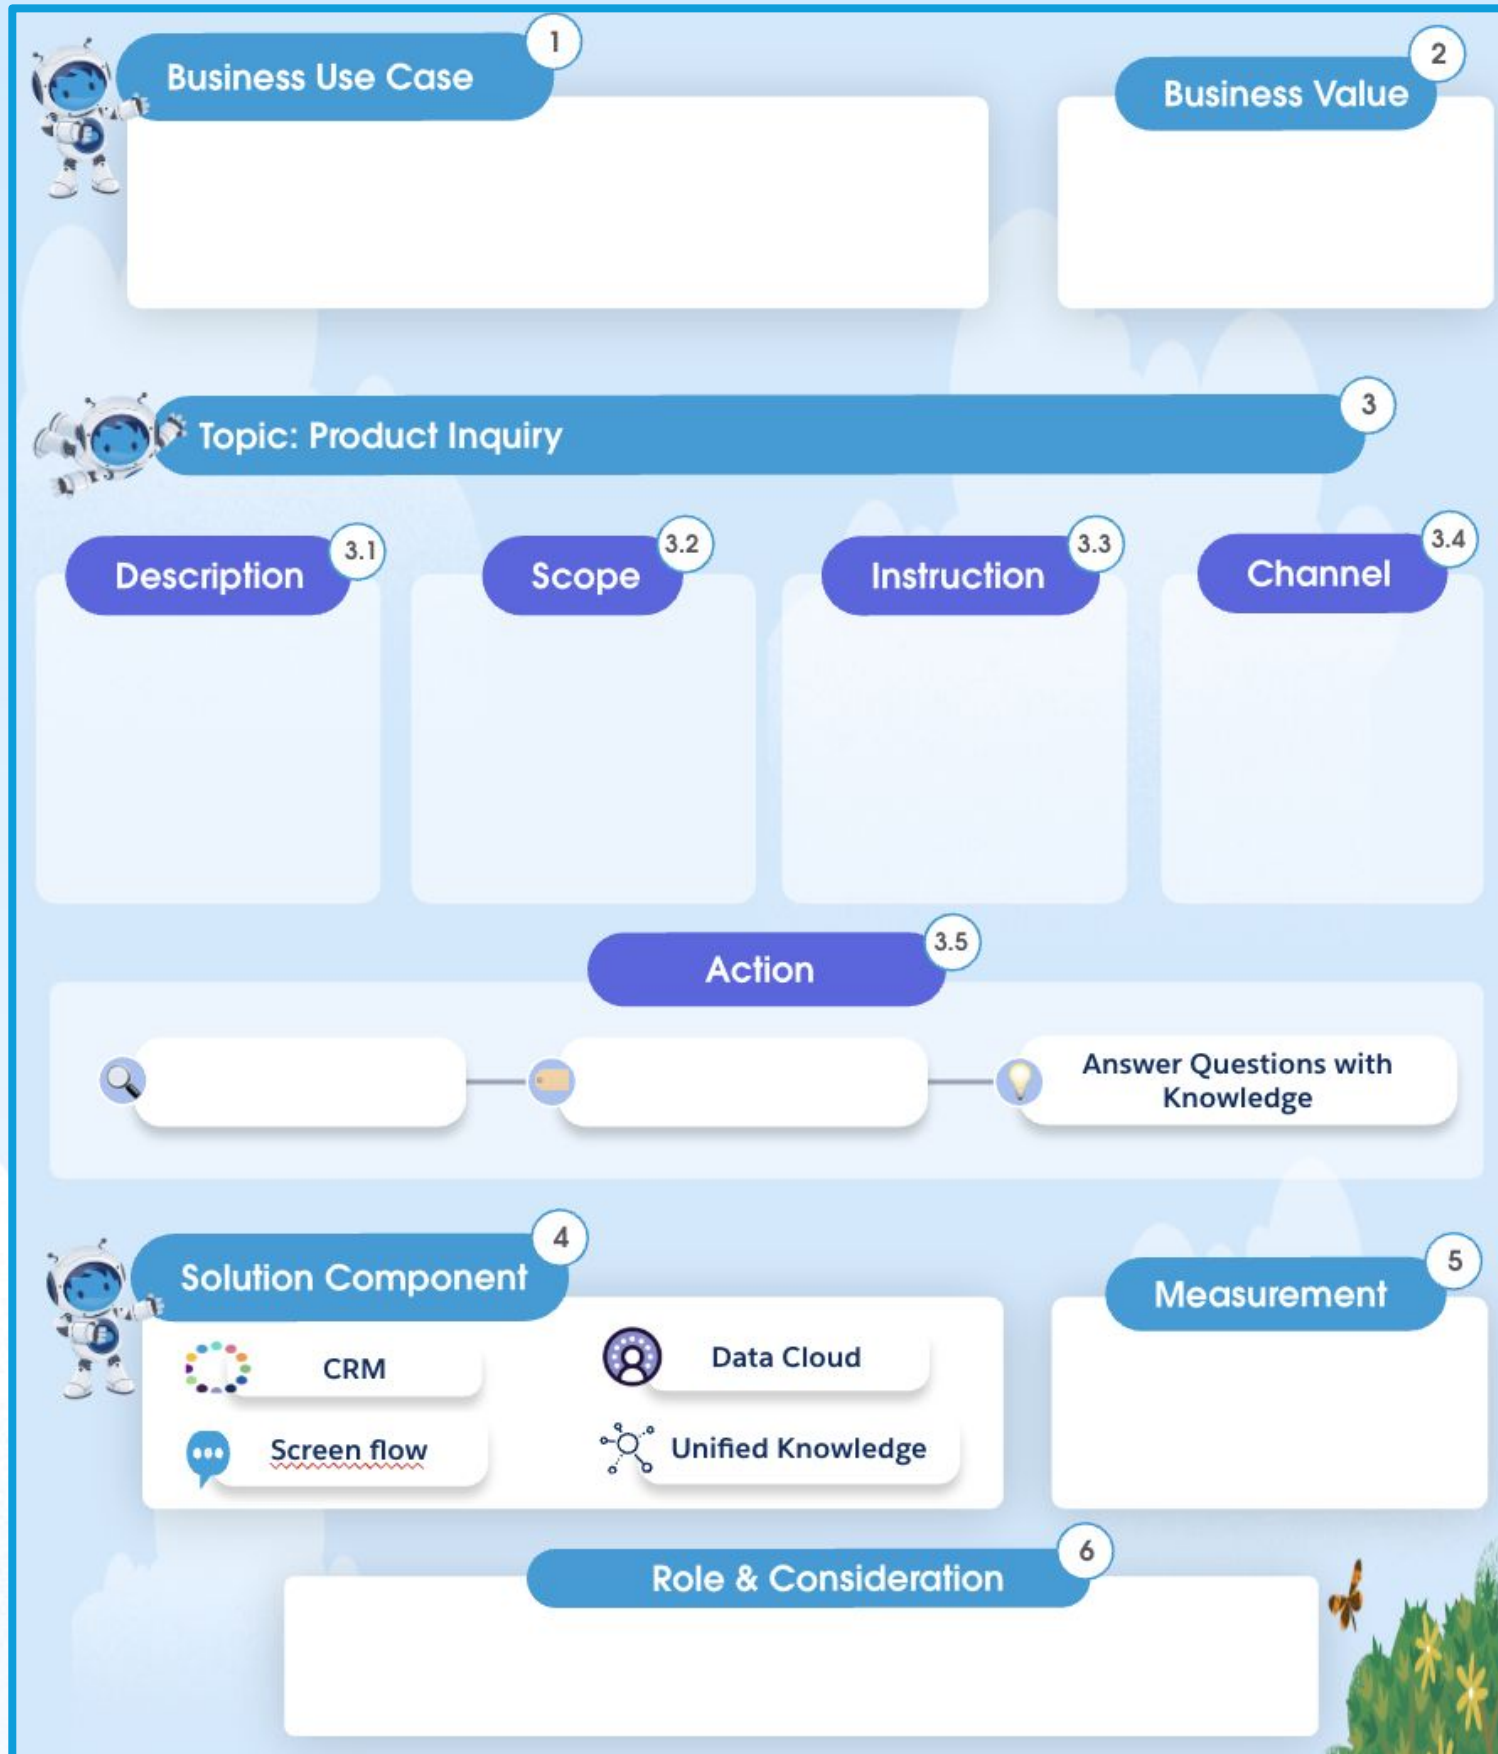 1
Business Use Case
2
Business Value
3
Topic: Product Inquiry
3.1
Description
3.2
Scope
3.3
Instruction
3.4
Channel
3.5
Action
Answer Questions with
Knowledge
4
Solution Component
CRM
Data Cloud
Screen flow
Unified Knowledge
5
Measurement
6
Role & Consideration